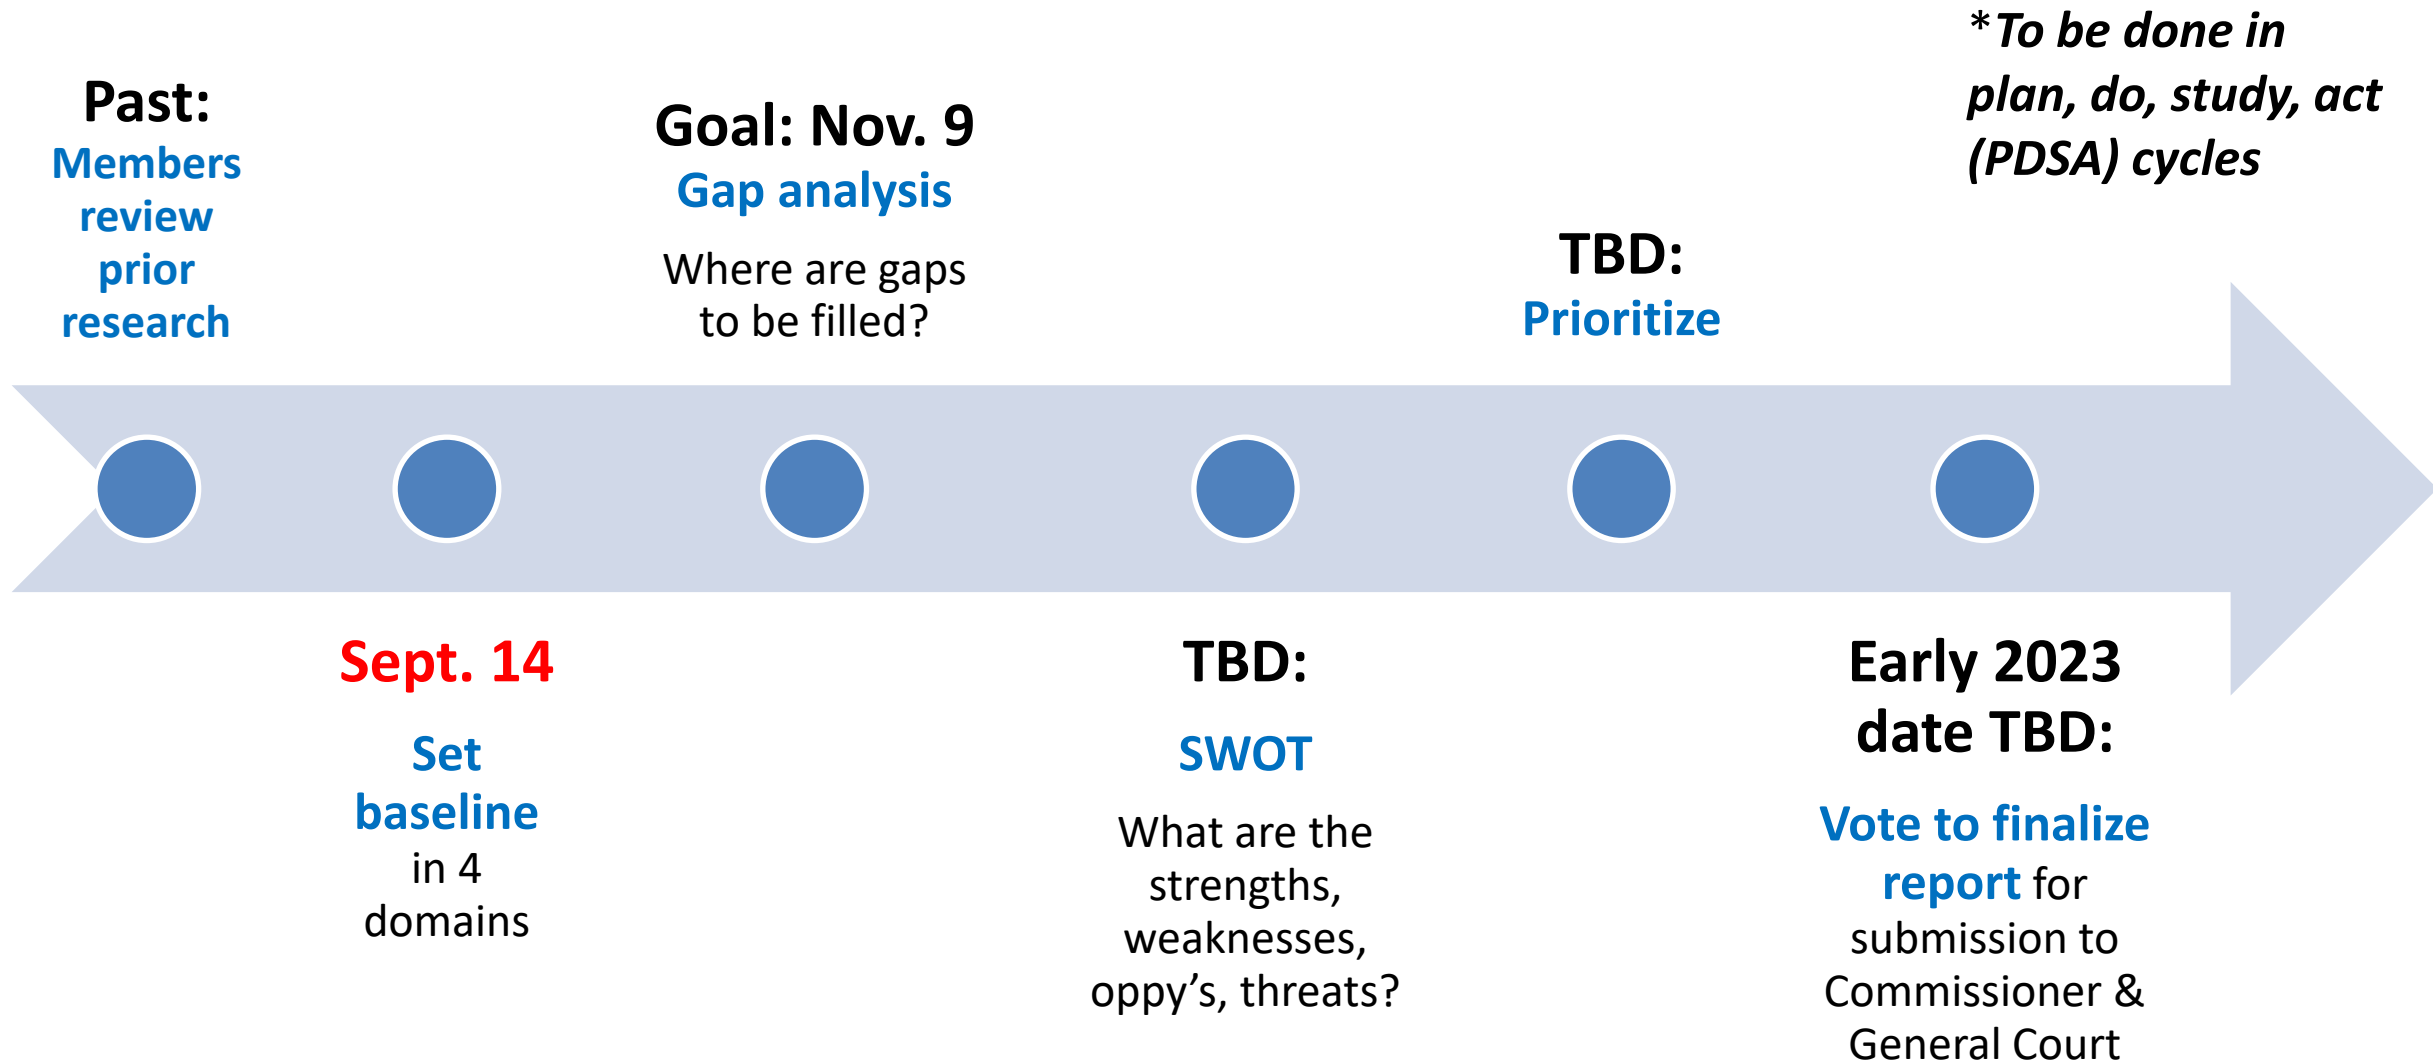 Past:
Members
review
prior
research
Sept. 14
Set
baseline
in 4
domains
Goal: Nov. 9
Gap analysis
Where are gaps
to be filled?
TBD:
SWOT
What are the
strengths,
weaknesses,
oppy’s, threats?
TBD:
Prioritize
Early 2023
date TBD:
Vote to finalize
report for
submission to
Commissioner &
General Court
*To be done in
plan, do, study, act
(PDSA) cycles